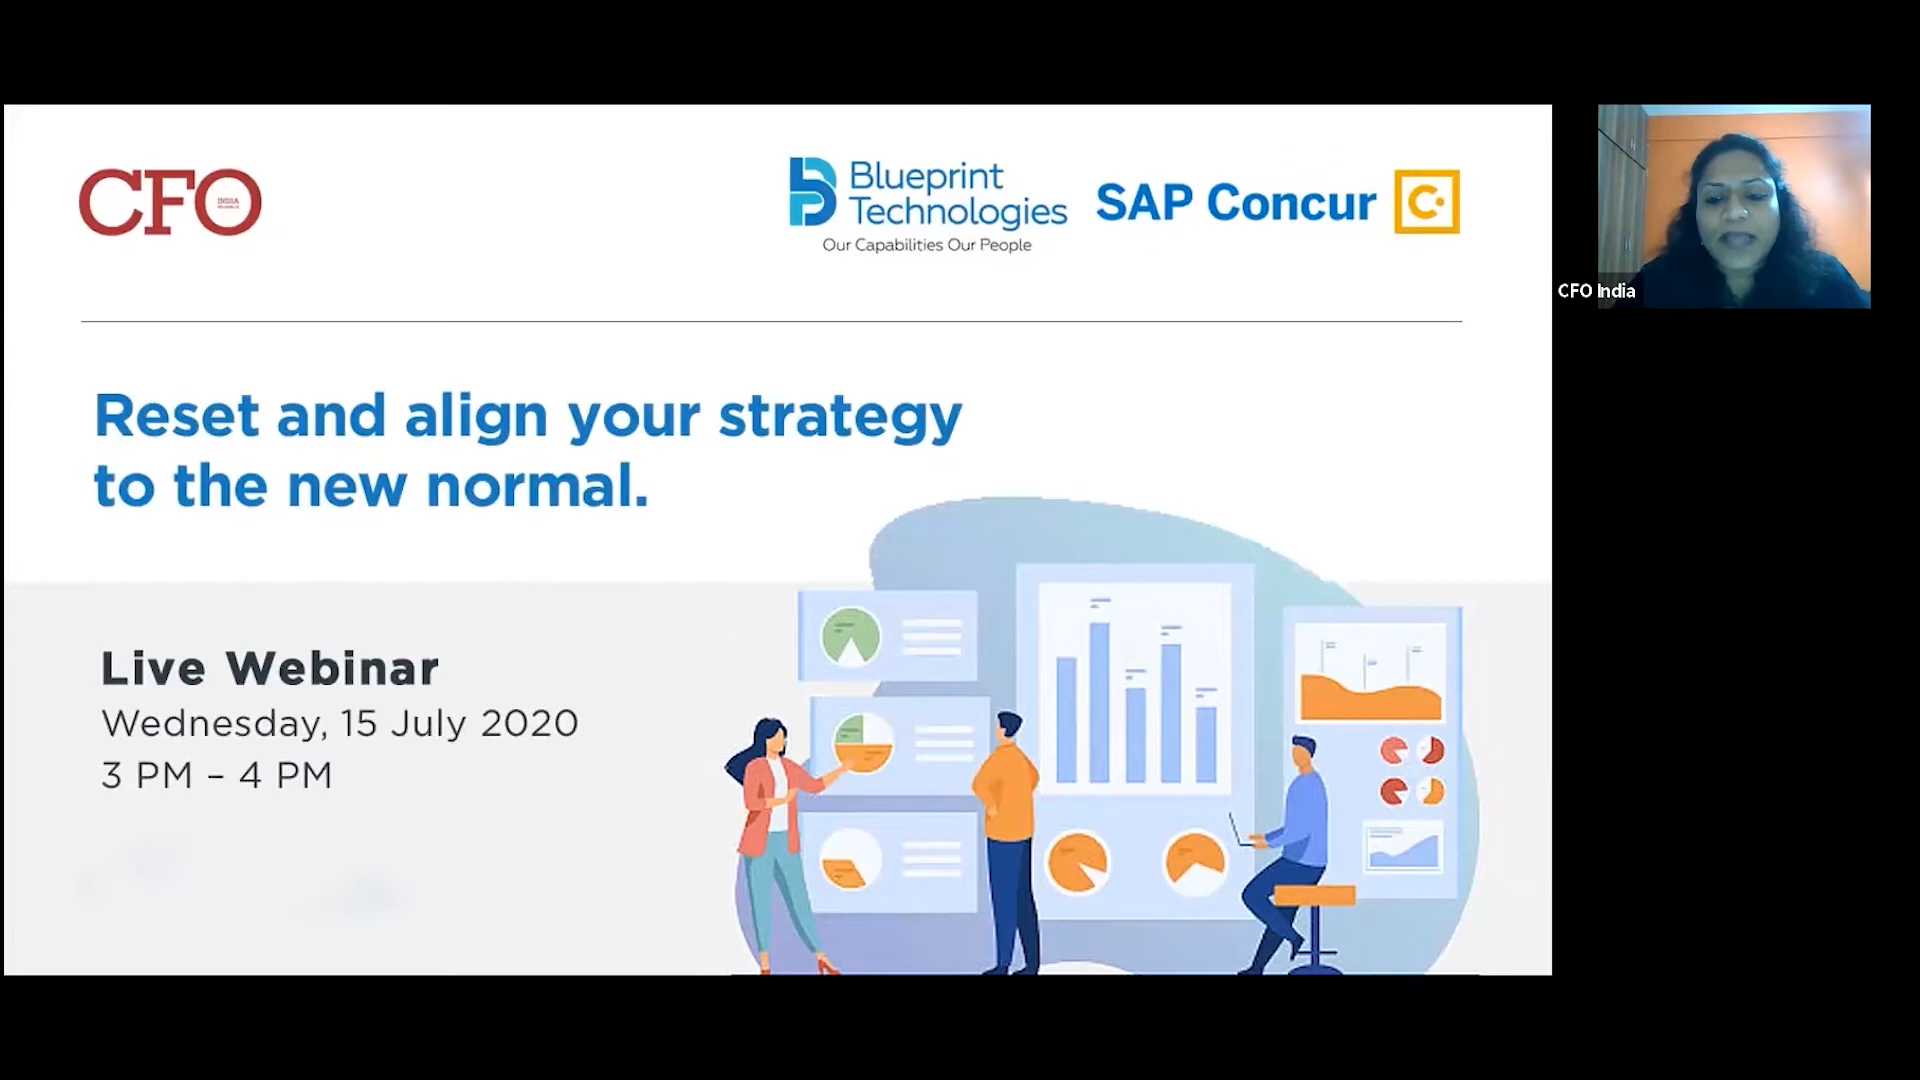 CFO
INDIA
Blueprint
Technologies
Our Capabilities Our People
SAP Concur
C
CFO India
Reset and align your strategy
to the new normal.
Live Webinar
Wednesday, 15 July 2020
3 PM – 4 PM